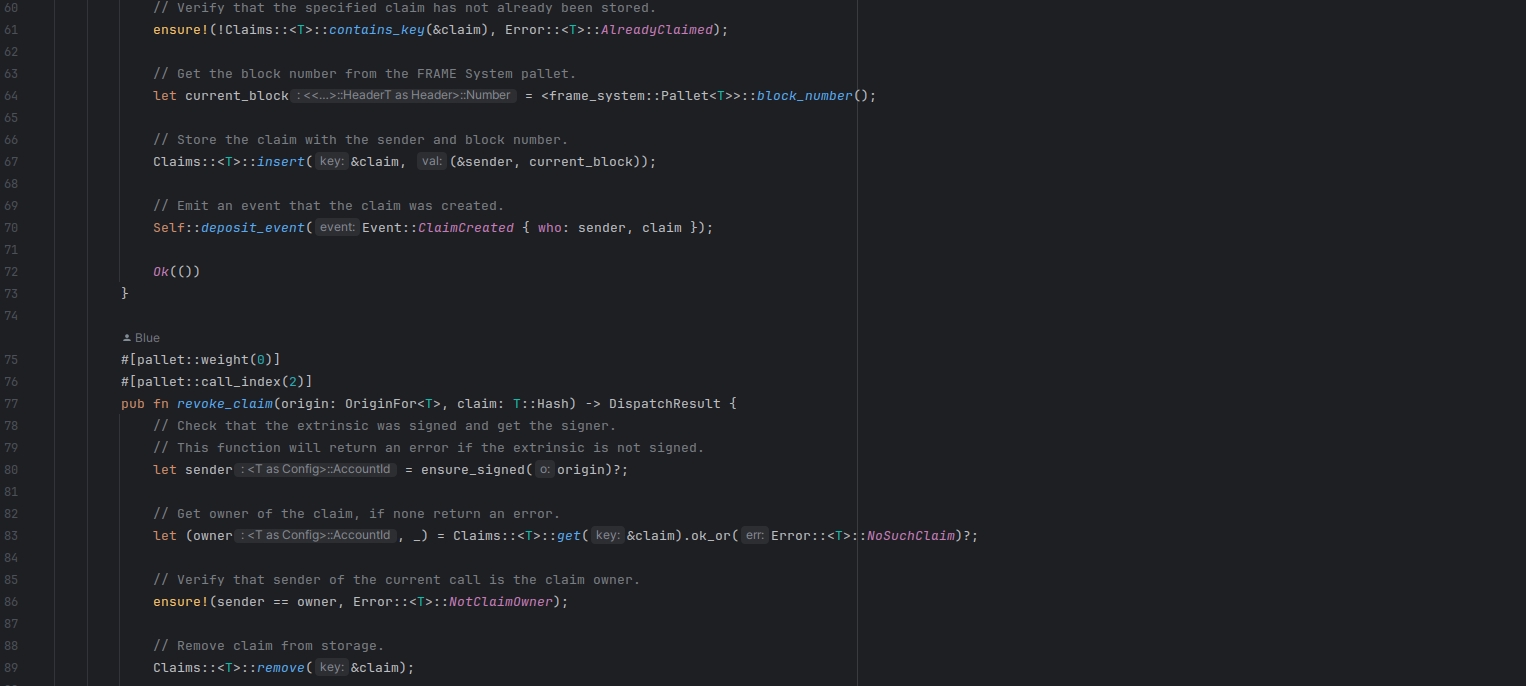 60 // Verify that the specified claim has not already been stored.
61 ensure!(!Claims::<T>::contains_key(&claim), Error::<T>::AlreadyClaimed);
62
63 // Get the block number from the FRAME System pallet.
64 let current_block : <<...>::HeaderT as Header>::Number = <frame_system::Pallet<T>>::block_number();
65
66 // Store the claim with the sender and block number.
67 Claims::<T>::insert( key: &claim, val: (&sender, current_block));
68
69 // Emit an event that the claim was created.
70 Self::deposit_event( event: Event::ClaimCreated { who: sender, claim });
71
72 Ok(())
73 }
74
Blue
75 #[pallet::weight(0)]
76 #[pallet::call_index(2)]
77 pub fn revoke_claim(origin: OriginFor<T>, claim: T::Hash) -> DispatchResult {
78 // Check that the extrinsic was signed and get the signer.
79 // This function will return an error if the extrinsic is not signed.
80 let sender : <T as Config>::AccountId = ensure_signed( o: origin)?;
81
82 // Get owner of the claim, if none return an error.
83 let (owner : <T as Config>::AccountId , _) = Claims::<T>::get( key: &claim).ok_or( err: Error::<T>::NoSuchClaim)?;
84
85 // Verify that sender of the current call is the claim owner.
86 ensure!(sender == owner, Error::<T>::NotClaimOwner);
87
88 // Remove claim from storage.
89 Claims::<T>::remove( key: &claim);